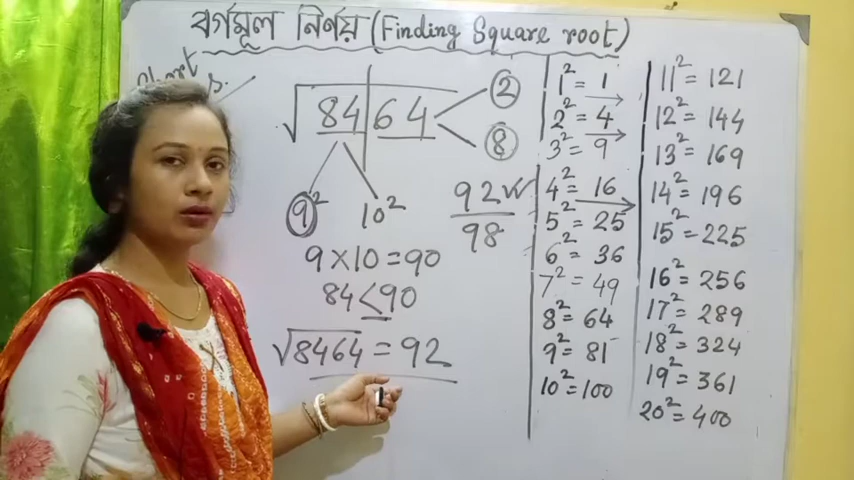 বর্গমূল নির্ণয় (Finding Square root)
Short
√84|64
2
8
9² 10²
92 ✓
98
9×10=90
84<90
√8464 = 92
1² = 1
2² = 4
3² = 9
4² = 16
5² = 25
6² = 36
7² = 49
8² = 64
9² = 81
10² = 100
11² = 121
12² = 144
13² = 169
14² = 196
15² = 225
16² = 256
17² = 289
18² = 324
19² = 361
20² = 400